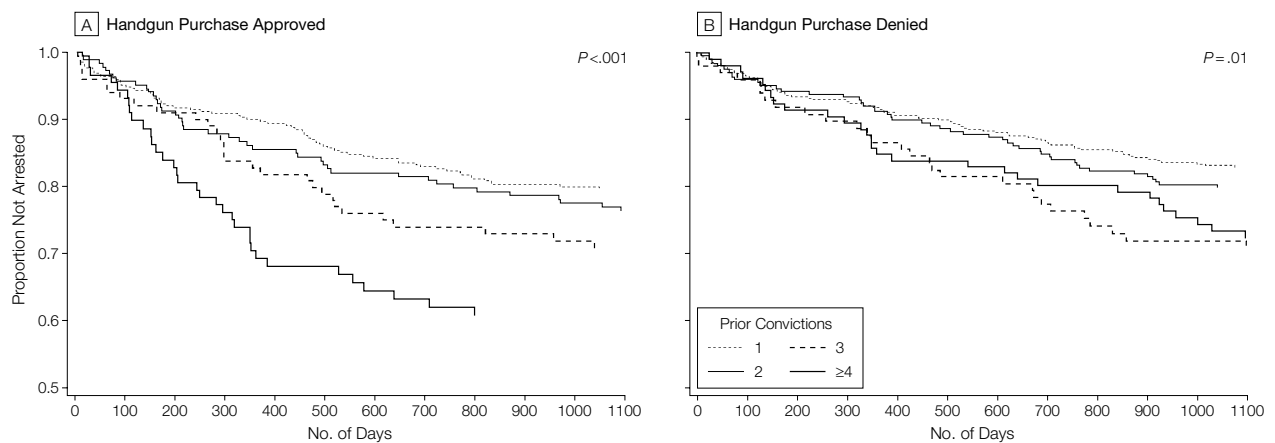 A Handgun Purchase Approved
P<.001
1.0
0.9
0.8
0.7
0.6
0.5
Proportion Not Arrested
0 100 200 300 400 500 600 700 800 900 1000 1100
No. of Days
B Handgun Purchase Denied
P=.01
Prior Convictions
1 3
2 ≥4
0 100 200 300 400 500 600 700 800 900 1000 1100
No. of Days